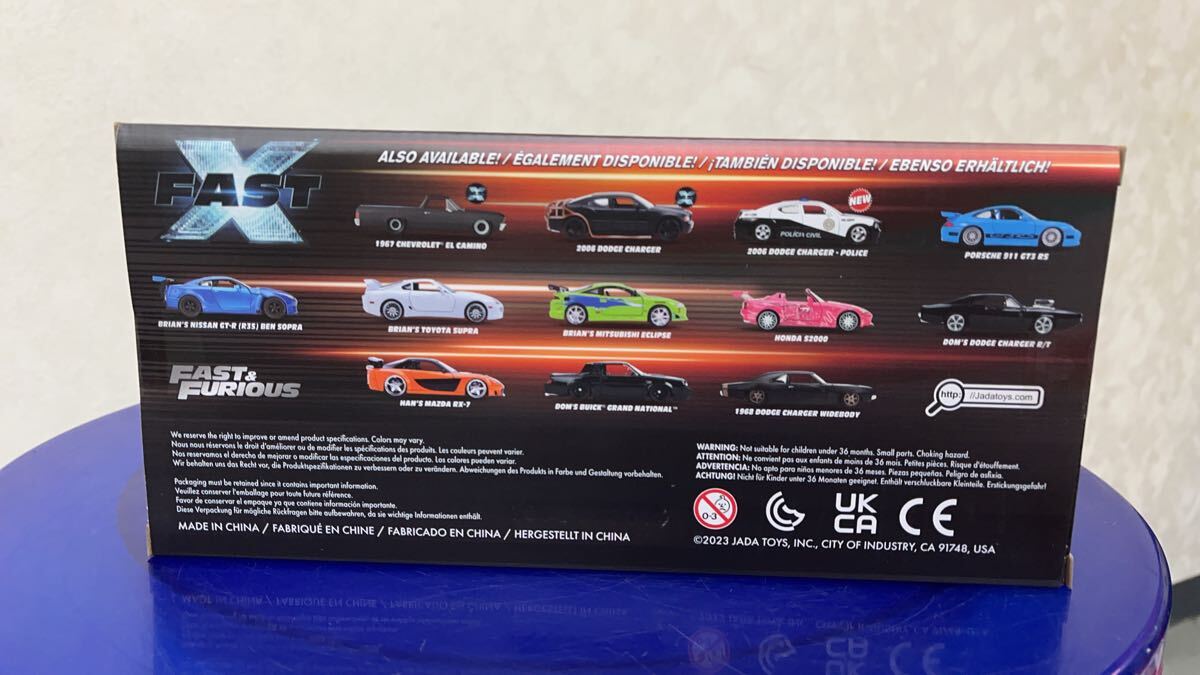 FAST X
ALSO AVAILABLE! / ÉGALEMENT DISPONIBLE! / ¡TAMBIÉN DISPONIBLE! / EBENSO ERHÄLTLICH!
NEW
POLÍCIA CIVIL
1967 CHEVROLET® EL CAMINO
2006 DODGE CHARGER
2006 DODGE CHARGER - POLICE
PORSCHE 911 GT3 RS
BRIAN'S NISSAN GT-R (R35) BEN SOPRA
BRIAN'S TOYOTA SUPRA
BRIAN'S MITSUBISHI ECLIPSE
HONDA S2000
DOM'S DODGE CHARGER R/T
FAST & FURIOUS
HAN'S MAZDA RX-7
DOM'S BUICK® GRAND NATIONAL™
1968 DODGE CHARGER WIDEBODY
http: //Jadatoys.com
We reserve the right to improve or amend product specifications. Colors may vary.
Nous nous réservons le droit d'améliorer ou de modifier les spécifications des produits. Les couleurs peuvent varier.
Nos reservamos el derecho de mejorar o modificar las especificaciones del producto. Los colores pueden variar.
Wir behalten uns das Recht vor, die Produktspezifikationen zu verbessern oder zu verändern. Abweichungen des Produkts in Farbe und Gestaltung vorbehalten.
Packaging must be retained since it contains important information.
Veuillez conserver l'emballage pour toute future référence.
Favor de conservar el empaque ya que contiene información importante.
Diese Verpackung für mögliche Rückfragen bitte aufbewahren, da sie wichtige Informationen enthält.
MADE IN CHINA / FABRIQUÉ EN CHINE / FABRICADO EN CHINA / HERGESTELLT IN CHINA
WARNING: Not suitable for children under 36 months. Small parts. Choking hazard.
ATTENTION: Ne convient pas aux enfants de moins de 36 mois. Petites pièces. Risque d'étouffement.
ADVERTENCIA: No apto para niños menores de 36 meses. Piezas pequeñas. Peligro de asfixia.
ACHTUNG! Nicht für Kinder unter 36 Monaten geeignet. Enthält verschluckbare Kleinteile. Erstickungsgefahr!
0-3
UK
CA
CE
©2023 JADA TOYS, INC., CITY OF INDUSTRY, CA 91748, USA